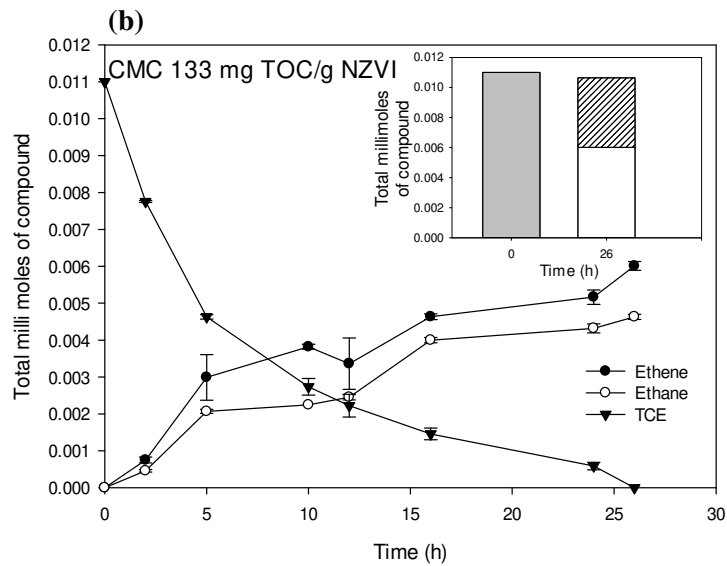 (b)
CMC 133 mg TOC/g NZVI
Total milli moles of compound
0.012
0.011
0.010
0.009
0.008
0.007
0.006
0.005
0.004
0.003
0.002
0.001
0.000
0 5 10 15 20 25 30
Time (h)
Total millimoles
of compound
0.012
0.010
0.008
0.006
0.004
0.002
0.000
0 26
Time (h)
Ethene
Ethane
TCE